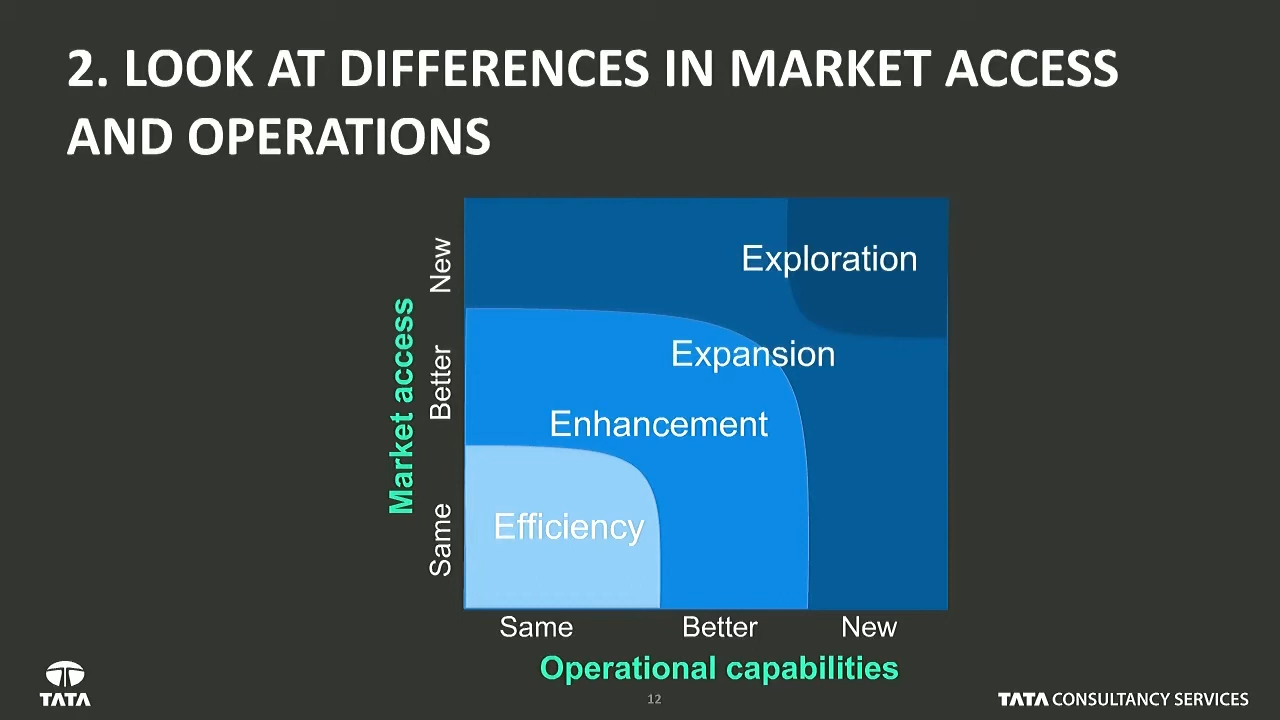 2. LOOK AT DIFFERENCES IN MARKET ACCESS
AND OPERATIONS
Market access
New
Better
Same
Exploration
Expansion
Enhancement
Efficiency
Same
Better
New
Operational capabilities
TATA
12
TATA CONSULTANCY SERVICES